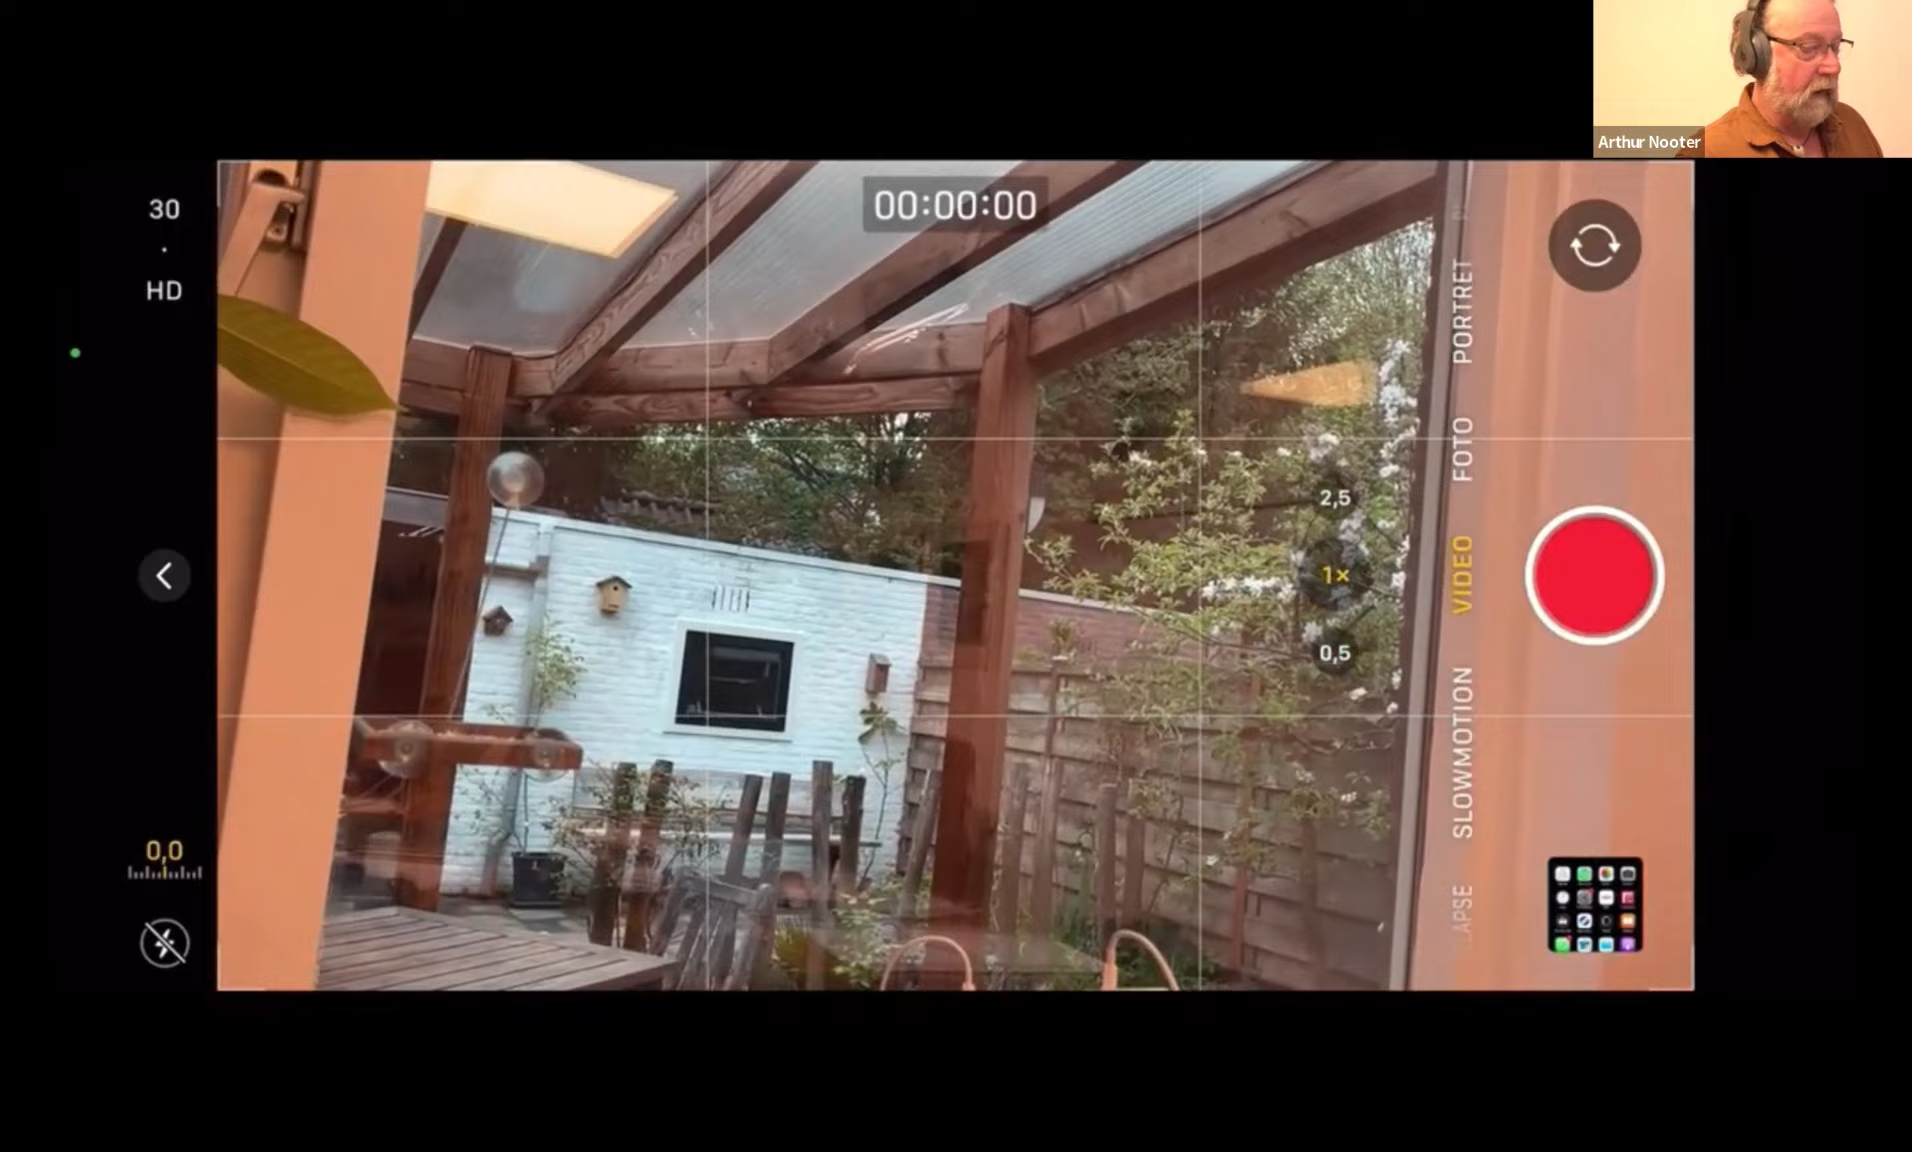 Arthur Nooter
30
HD
00:00:00
PORTRET
FOTO
VIDEO
SLOWMOTION
APSE
2,5
1×
0,5
0,0